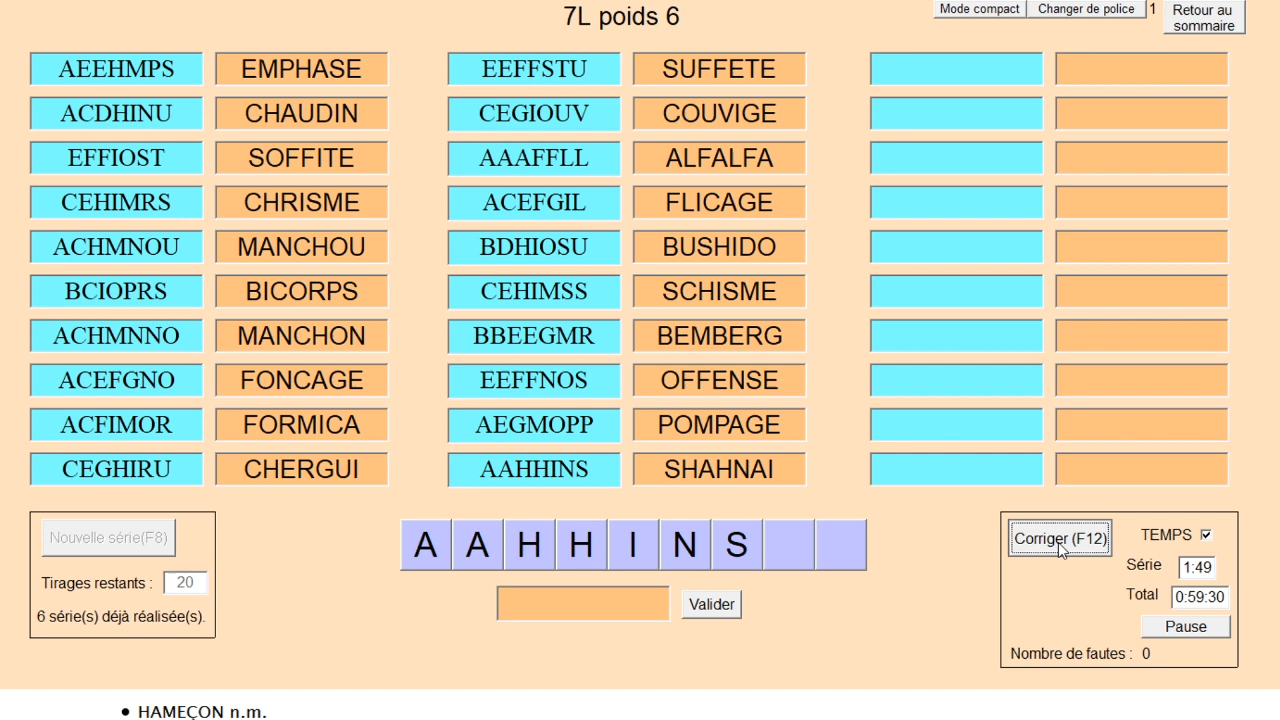 7L poids 6
Mode compact Changer de police 1 Retour au sommaire
AEEHMPS EMPHASE EEFFSTU SUFFETE
ACDHINU CHAUDIN CEGIOUV COUVIGE
EFFIOST SOFFITE AAAFFLL ALFALFA
CEHIMRS CHRISME ACEFGIL FLICAGE
ACHMNOU MANCHOU BDHIOSU BUSHIDO
BCIOPRS BICORPS CEHIMSS SCHISME
ACHMNNO MANCHON BBEEGMR BEMBERG
ACEFGNO FONCAGE EEFFNOS OFFENSE
ACFIMOR FORMICA AEGMOPP POMPAGE
CEGHIRU CHERGUI AAHHINS SHAHNAI
Nouvelle série(F8)
Tirages restants : 20
6 série(s) déjà réalisée(s).
A A H H I N S
Valider
Corriger (F12) TEMPS
Série 1:49
Total 0:59:30
Pause
Nombre de fautes : 0
• HAMEÇON n.m.